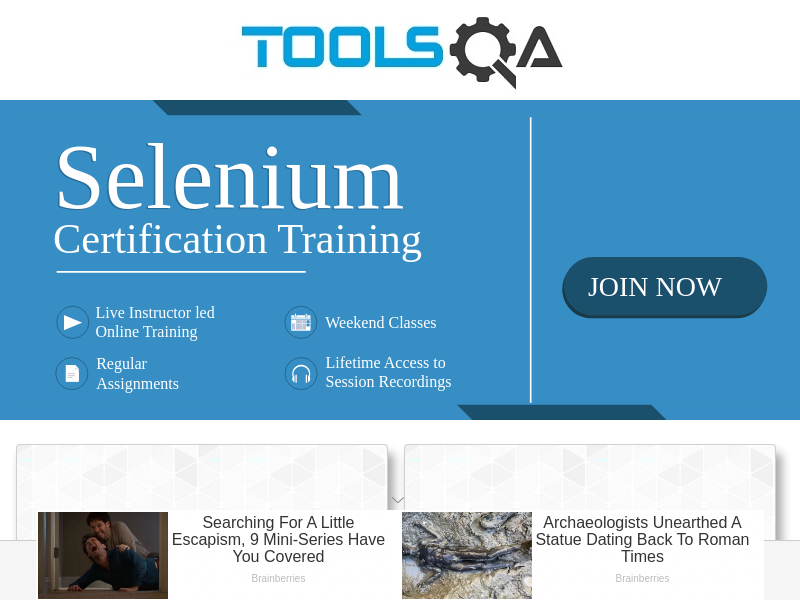 TOOLSQA
Selenium
Certification Training
Live Instructor led
Online Training
Weekend Classes
Regular
Assignments
Lifetime Access to
Session Recordings
JOIN NOW
Searching For A Little
Escapism, 9 Mini-Series Have
You Covered
Brainberries
Archaeologists Unearthed A
Statue Dating Back To Roman
Times
Brainberries